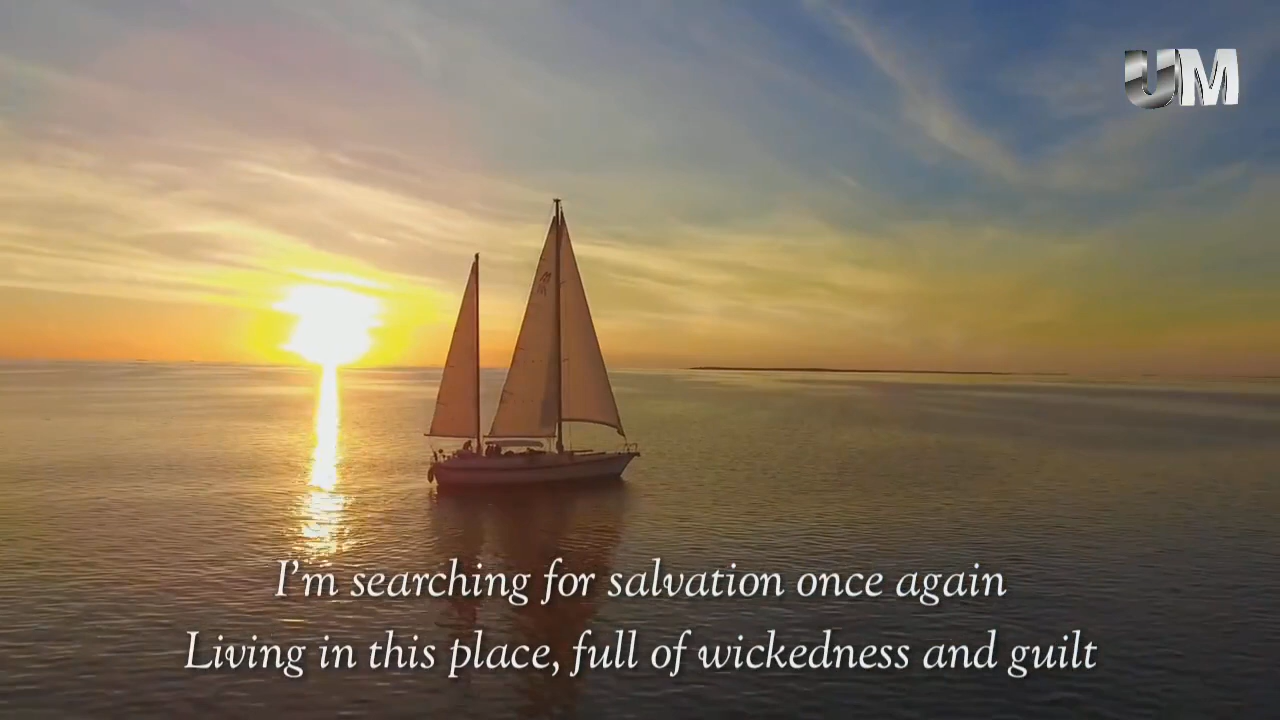 UM
I'm searching for salvation once again
Living in this place, full of wickedness and guilt